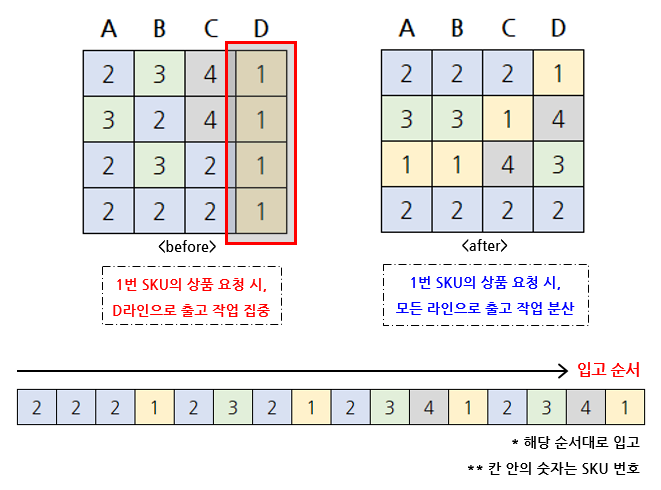 A B C D A B C D
2 3 4 1 2 2 2 1
3 2 4 1 3 3 1 4
2 3 2 1 1 1 4 3
2 2 2 1 2 2 2 2
<before> <after>
1번 SKU의 상품 요청 시,
D라인으로 출고 작업 집중
1번 SKU의 상품 요청 시,
모든 라인으로 출고 작업 분산
입고 순서
2 2 2 1 2 3 2 1 2 3 4 1 2 3 4 1
* 해당 순서대로 입고
** 칸 안의 숫자는 SKU 번호